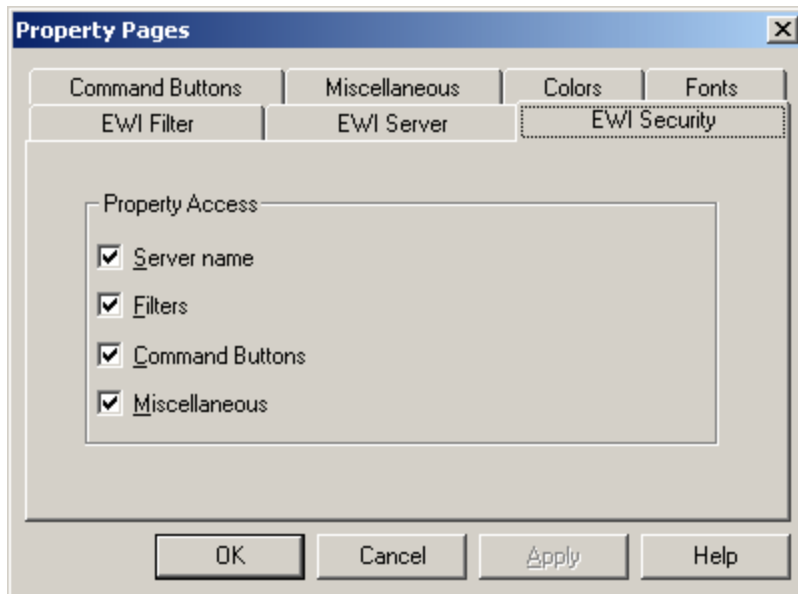 Property Pages
Command Buttons Miscellaneous Colors Fonts
EWI Filter EWI Server EWI Security
Property Access
Server name
Filters
Command Buttons
Miscellaneous
OK Cancel Apply Help